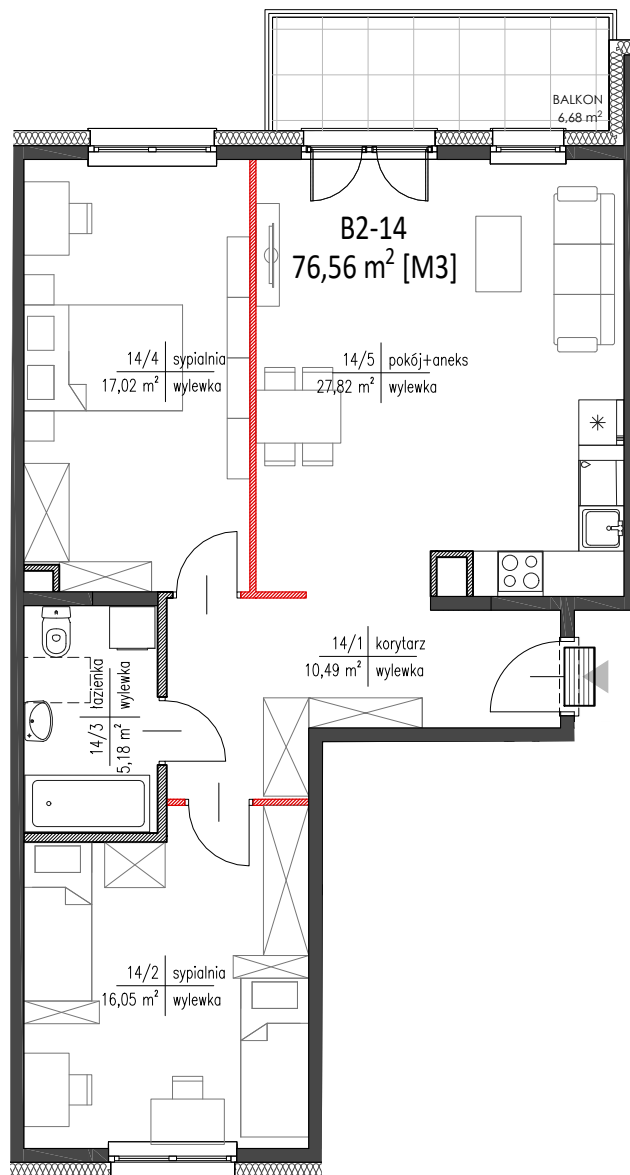 BALKON
6,68 m²
B2-14
76,56 m² [M3]
14/4 sypialnia
17,02 m² wylewka
14/5 pokój+aneks
27,82 m² wylewka
14/1 korytarz
10,49 m² wylewka
14/3 łazienka
5,18 m² wylewka
14/2 sypialnia
16,05 m² wylewka